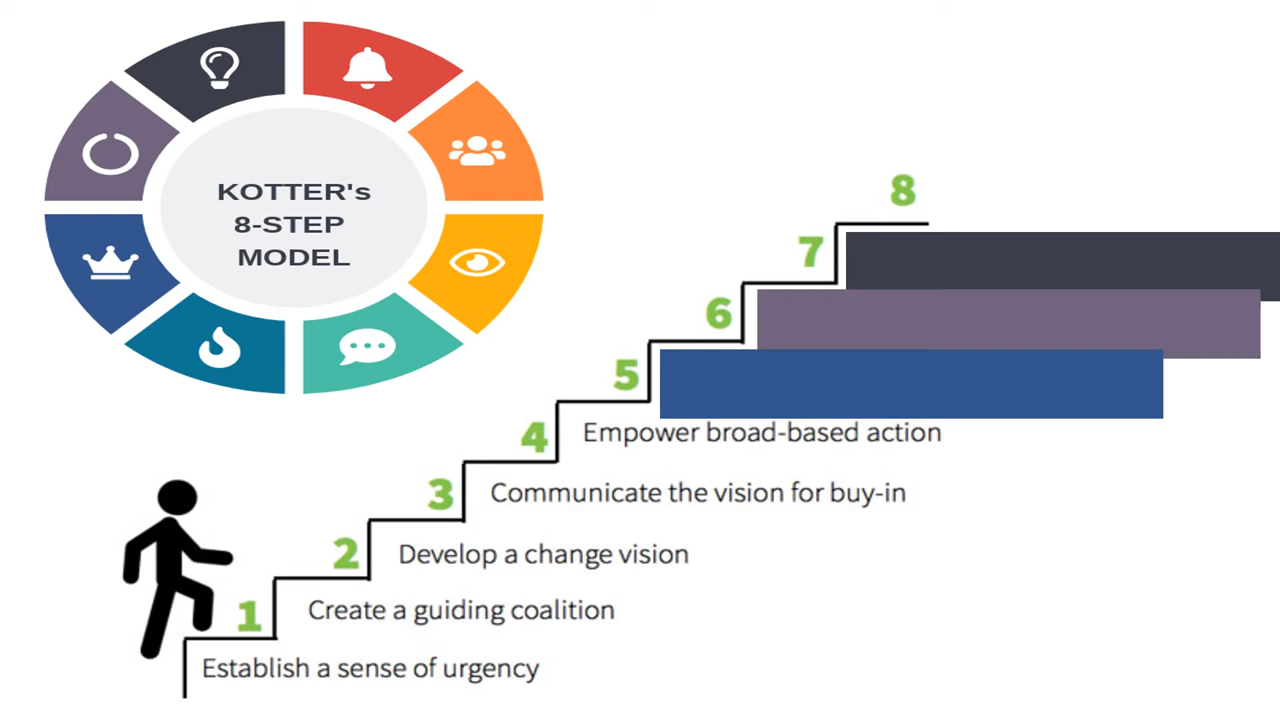 KOTTER's
8-STEP
MODEL
8
7
6
5
4
Empower broad-based action
3
Communicate the vision for buy-in
2
Develop a change vision
1
Create a guiding coalition
Establish a sense of urgency